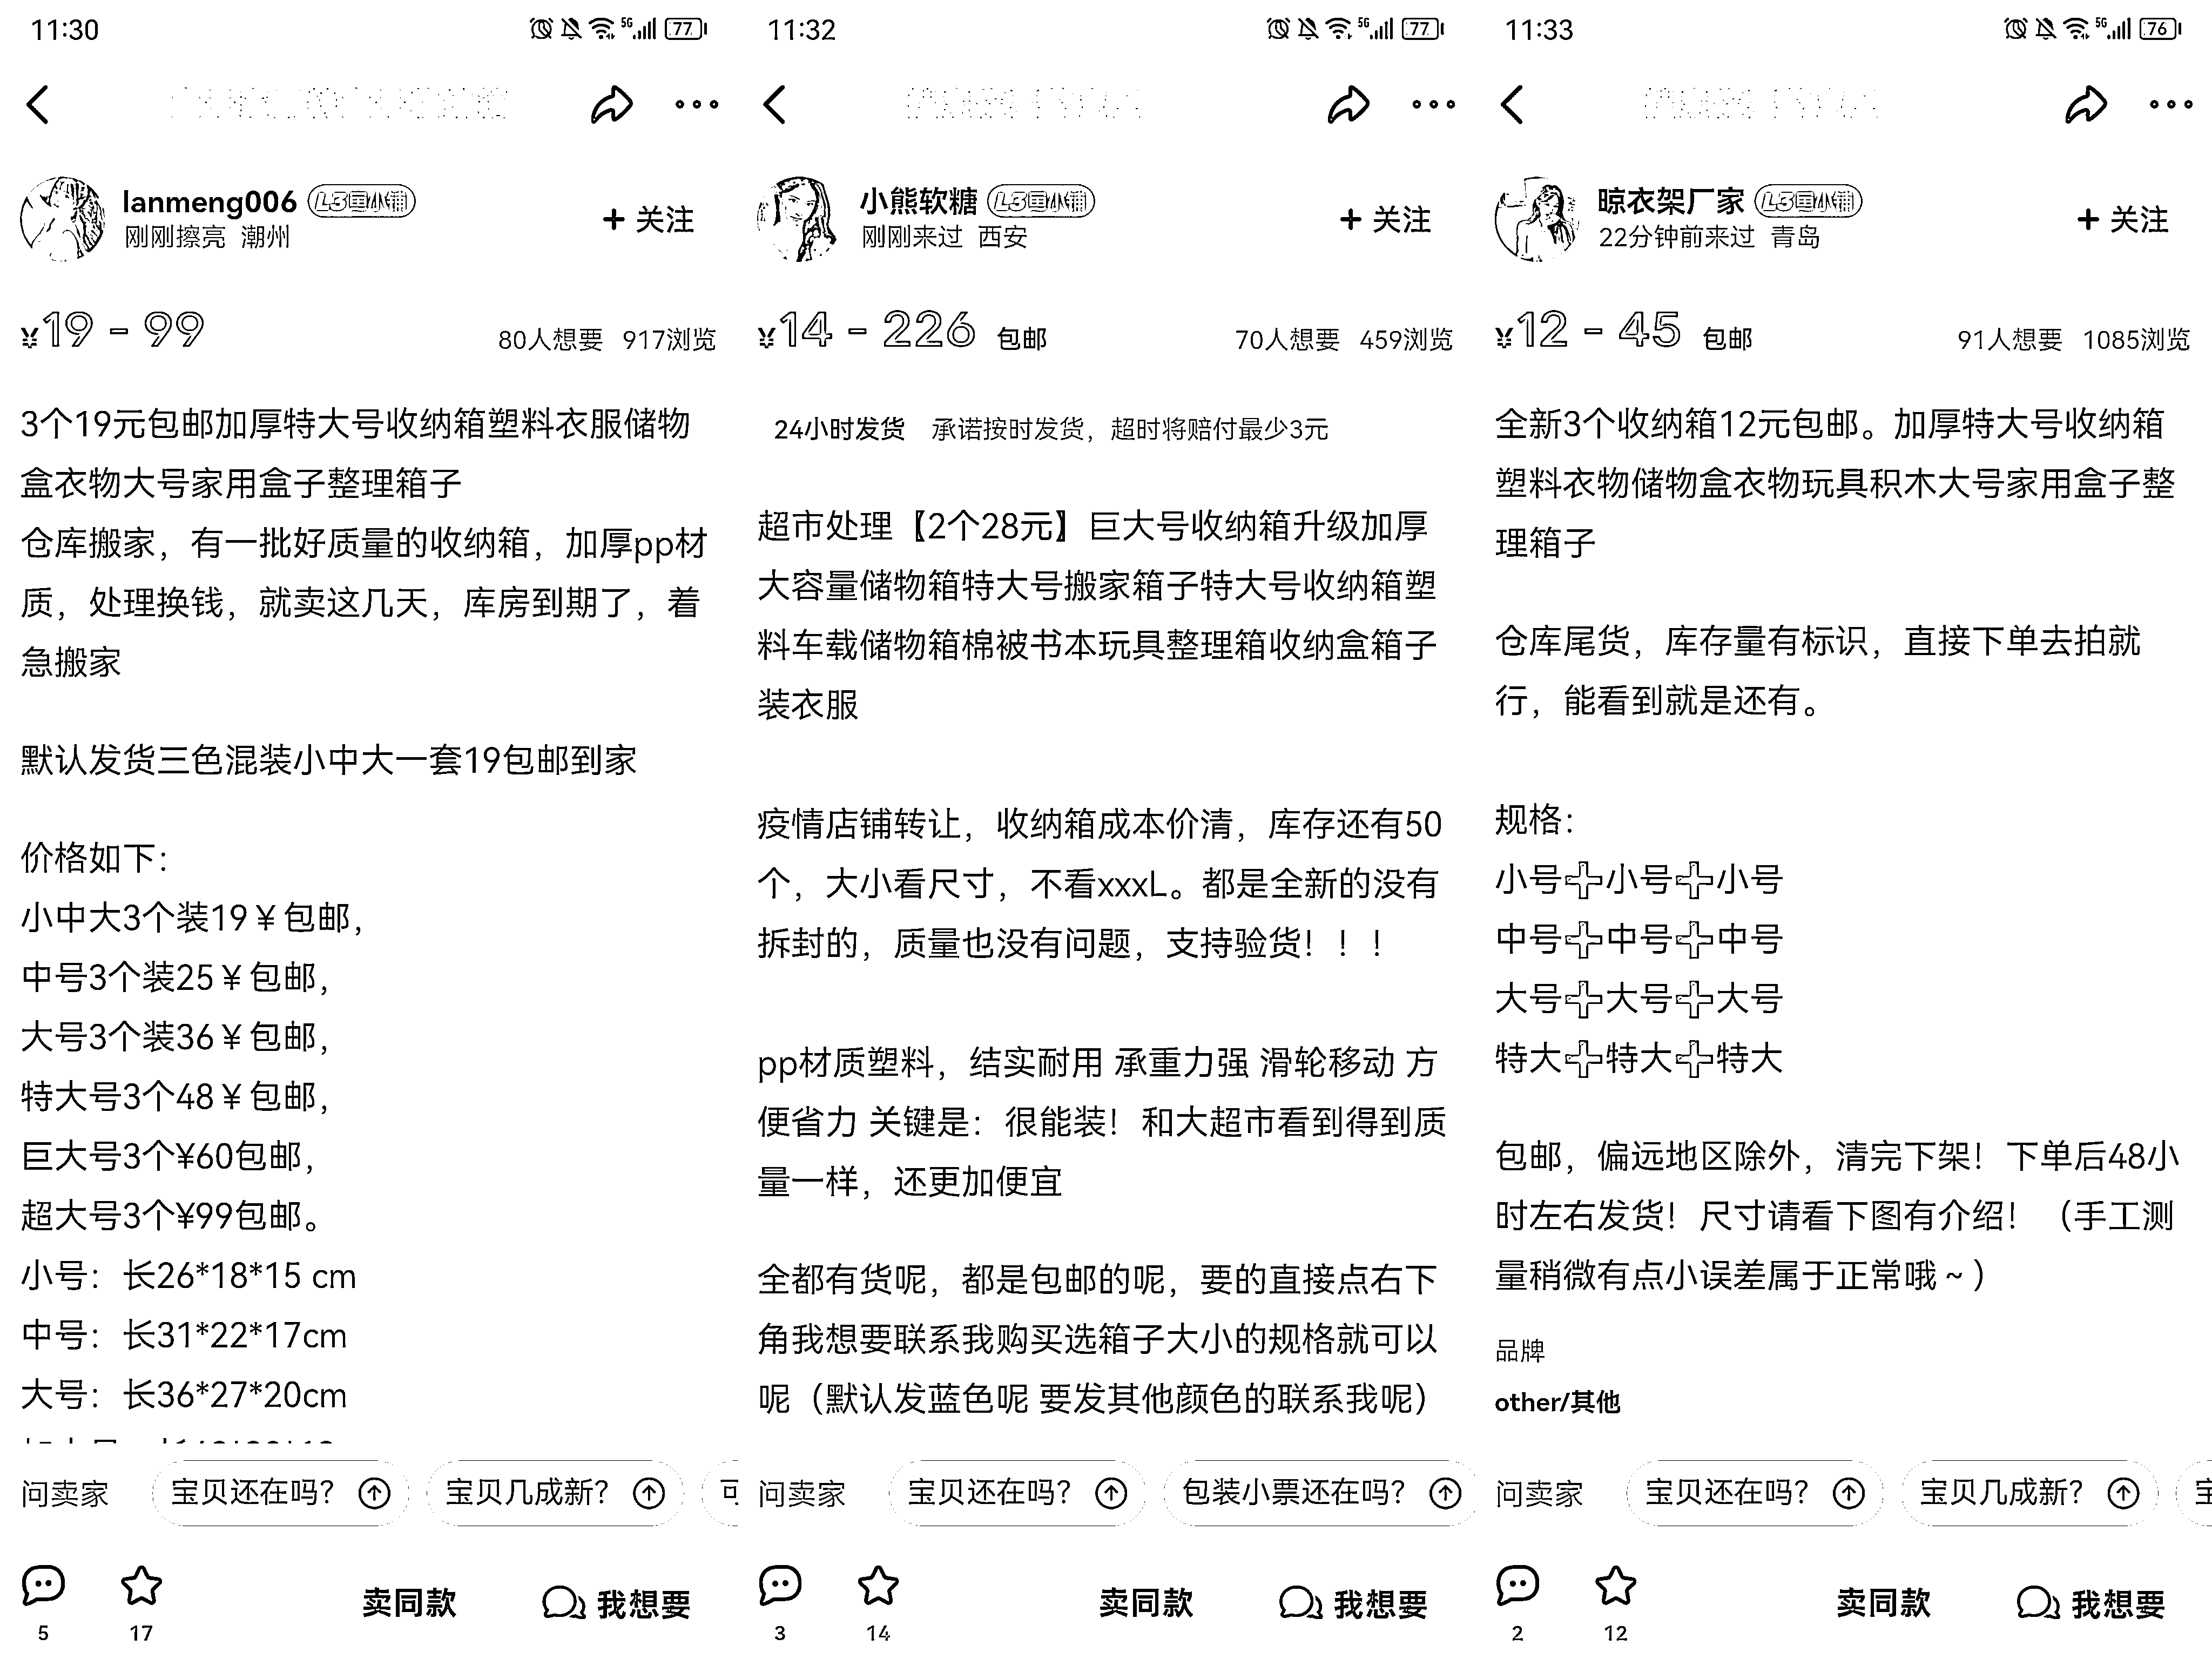 11:30
5G
77
lanmeng006 L3鱼小铺
刚刚擦亮 潮州
+ 关注
¥19 - 99
80人想要 917浏览
3个19元包邮加厚特大号收纳箱塑料衣服储物
盒衣物大号家用盒子整理箱子
仓库搬家，有一批好质量的收纳箱，加厚pp材
质，处理换钱，就卖这几天，库房到期了，着
急搬家
默认发货三色混装小中大一套19包邮到家
价格如下：
小中大3个装19￥包邮，
中号3个装25￥包邮，
大号3个装36￥包邮，
特大号3个48￥包邮，
巨大号3个¥60包邮，
超大号3个¥99包邮。
小号：长26*18*15 cm
中号：长31*22*17cm
大号：长36*27*20cm
问卖家
宝贝还在吗？
宝贝几成新？
5
17
卖同款
我想要
11:32
5G
77
小熊软糖 L3鱼小铺
刚刚来过 西安
+ 关注
¥14 - 226 包邮
70人想要 459浏览
24小时发货 承诺按时发货，超时将赔付最少3元
超市处理【2个28元】巨大号收纳箱升级加厚
大容量储物箱特大号搬家箱子特大号收纳箱塑
料车载储物箱棉被书本玩具整理箱收纳盒箱子
装衣服
疫情店铺转让，收纳箱成本价清，库存还有50
个，大小看尺寸，不看xxxL。都是全新的没有
拆封的，质量也没有问题，支持验货！！！
pp材质塑料，结实耐用 承重力强 滑轮移动 方
便省力 关键是：很能装！和大超市看到得到质
量一样，还更加便宜
全都有货呢，都是包邮的呢，要的直接点右下
角我想要联系我购买选箱子大小的规格就可以
呢（默认发蓝色呢 要发其他颜色的联系我呢）
问卖家
宝贝还在吗？
包装小票还在吗？
3
14
卖同款
我想要
11:33
5G
76
晾衣架厂家 L3鱼小铺
22分钟前来过 青岛
+ 关注
¥12 - 45 包邮
91人想要 1085浏览
全新3个收纳箱12元包邮。加厚特大号收纳箱
塑料衣物储物盒衣物玩具积木大号家用盒子整
理箱子
仓库尾货，库存量有标识，直接下单去拍就
行，能看到就是还有。
规格：
小号➕小号➕小号
中号➕中号➕中号
大号➕大号➕大号
特大➕特大➕特大
包邮，偏远地区除外，清完下架！下单后48小
时左右发货！尺寸请看下图有介绍！（手工测
量稍微有点小误差属于正常哦～）
品牌
other/其他
问卖家
宝贝还在吗？
宝贝几成新？
2
12
卖同款
我想要